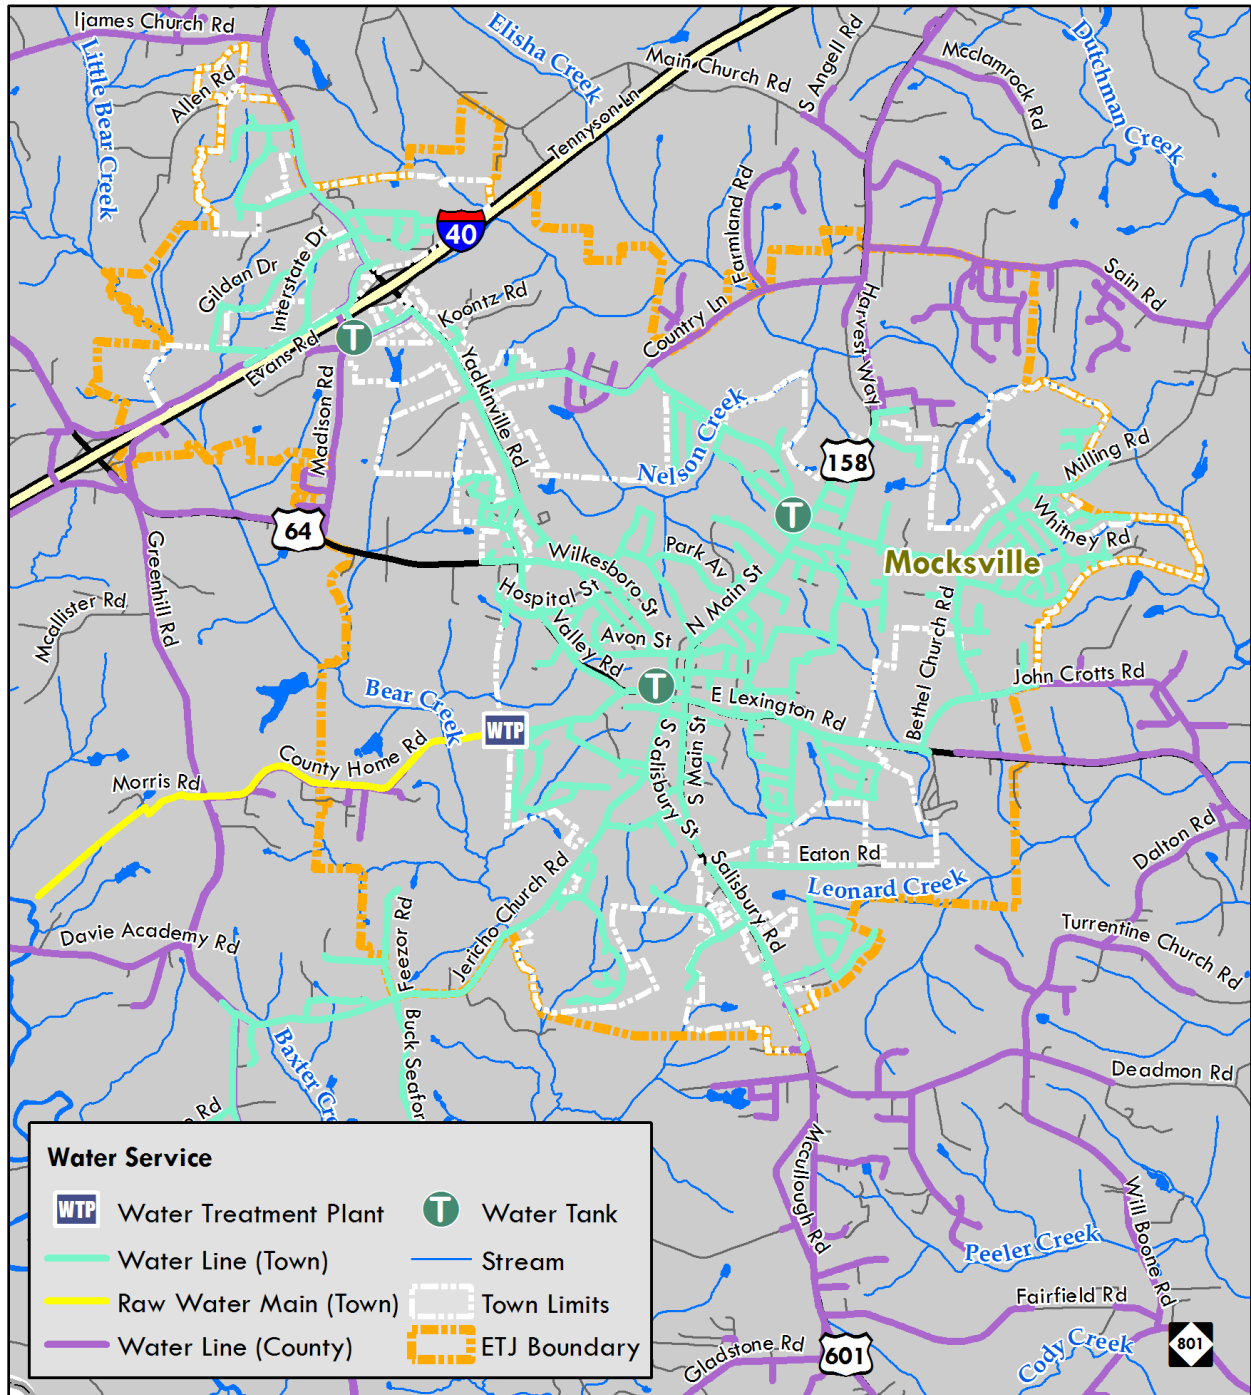 Ijames Church Rd
Little Bear Creek
Allen Rd
Elisha Creek
Main Church Rd
S Angell Rd
Mcclamrock Rd
Dutchman Creek
Tennyson Ln
40
Gildan Dr
Interstate Dr
Farmland Rd
Koontz Rd
Country Ln
Sain Rd
Harvest Way
T
Evans Rd
Yadkinville Rd
Madison Rd
Nelson Creek
158
Milling Rd
T
64
Whitney Rd
Mocksville
Greenhill Rd
Wilkesboro St
Park Av
Hospital St
N Main St
Mcallister Rd
Valley Rd
Avon St
Bethel Church Rd
John Crotts Rd
T
E Lexington Rd
Bear Creek
WTP
County Home Rd
Morris Rd
S Salisbury St
S Main St
Dalton Rd
Eaton Rd
Leonard Creek
Salisbury Rd
Jericho Church Rd
Feezor Rd
Davie Academy Rd
Turrentine Church Rd
Buck Seafor
Baxter Cre
Deadmon Rd
Rd
Mccullough Rd
Will Boone Rd
Peeler Creek
Fairfield Rd
Gladstone Rd
601
Cody Creek
801
Water Service
WTP Water Treatment Plant
T Water Tank
Water Line (Town)
Stream
Raw Water Main (Town)
Town Limits
Water Line (County)
ETJ Boundary